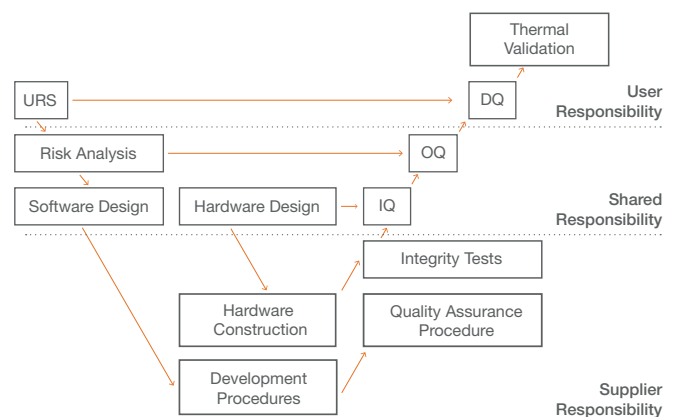 Thermal
Validation
URS
DQ
User
Responsibility
Risk Analysis
OQ
Software Design
Hardware Design
IQ
Shared
Responsibility
Integrity Tests
Hardware
Construction
Quality Assurance
Procedure
Development
Procedures
Supplier
Responsibility